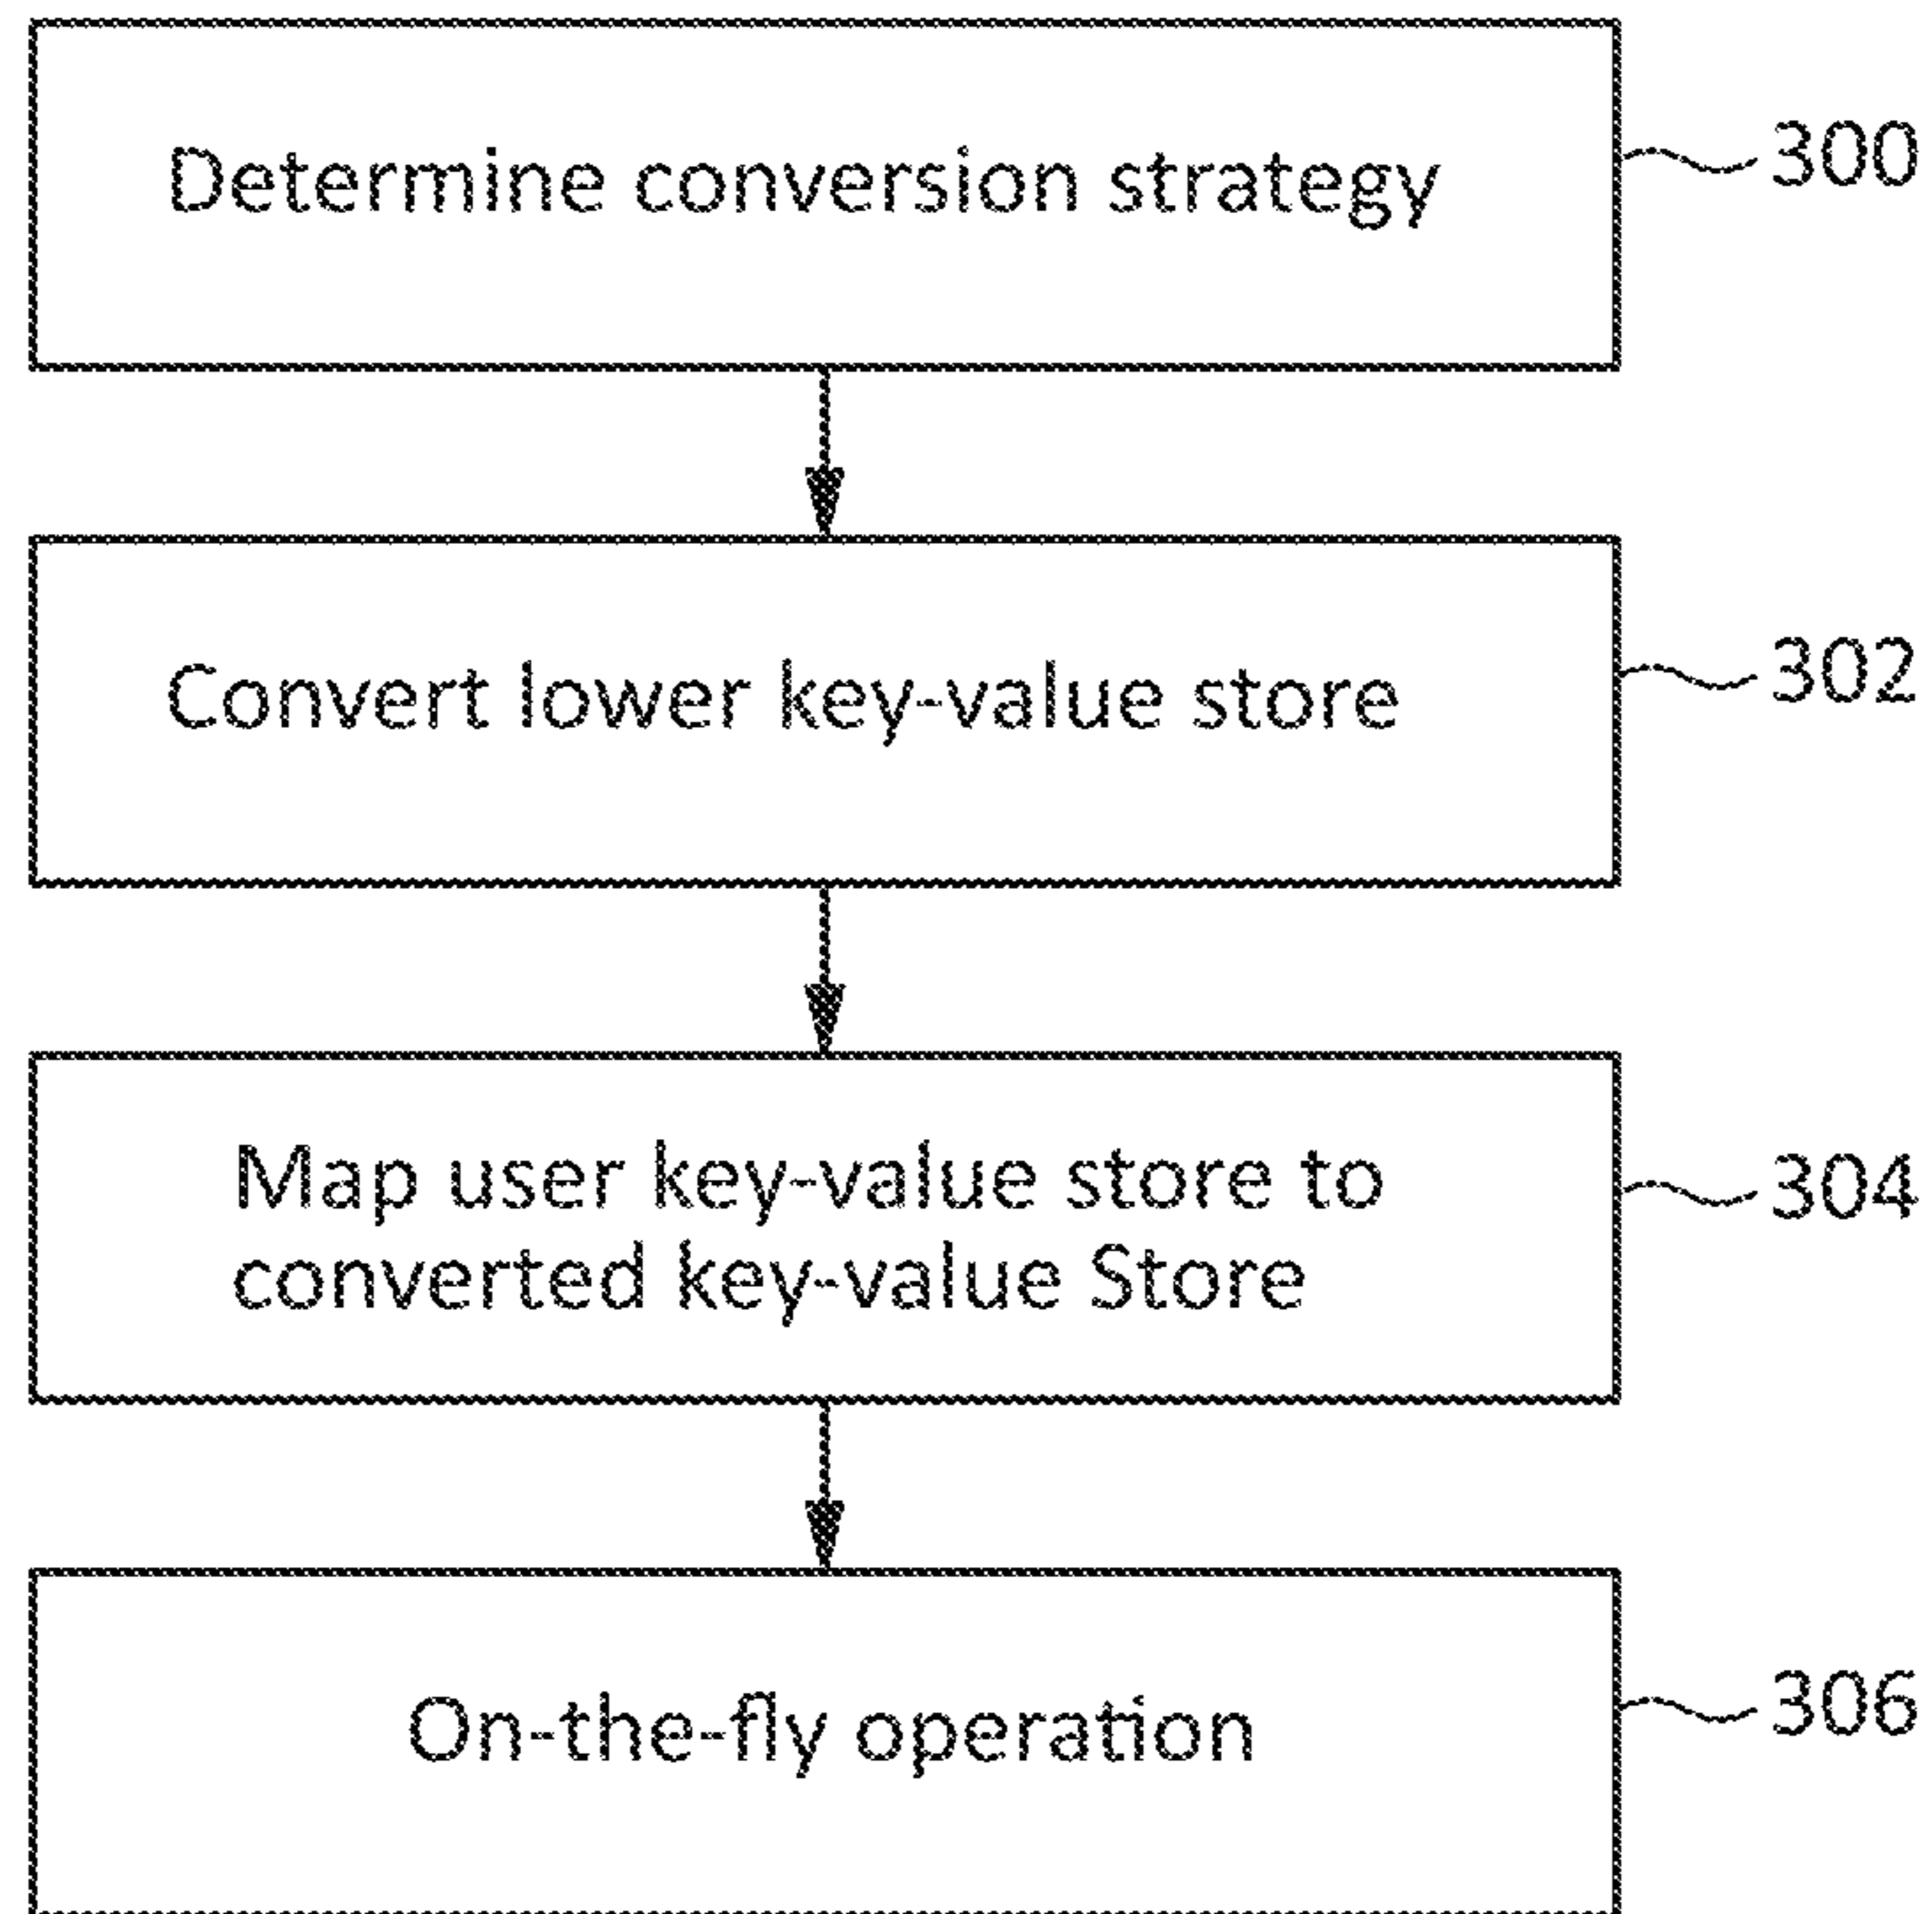 Determine conversion strategy
300
Convert lower key-value store
302
Map user key-value store to
converted key-value Store
304
On-the-fly operation
306